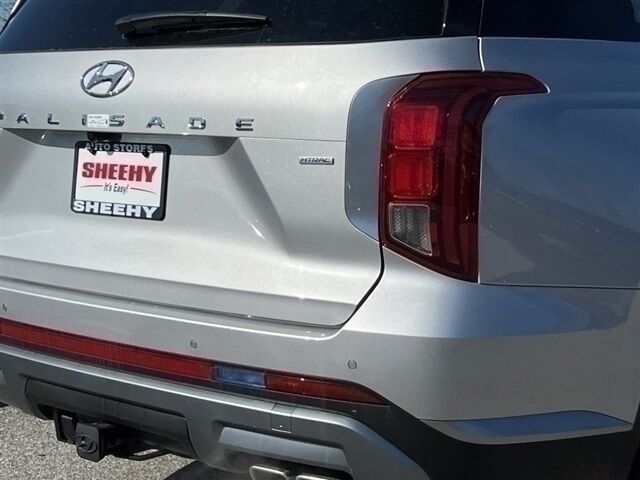 PALISADE
AUTO STORES
SHEEHY
It's Easy!
SHEEHY
HTRAC